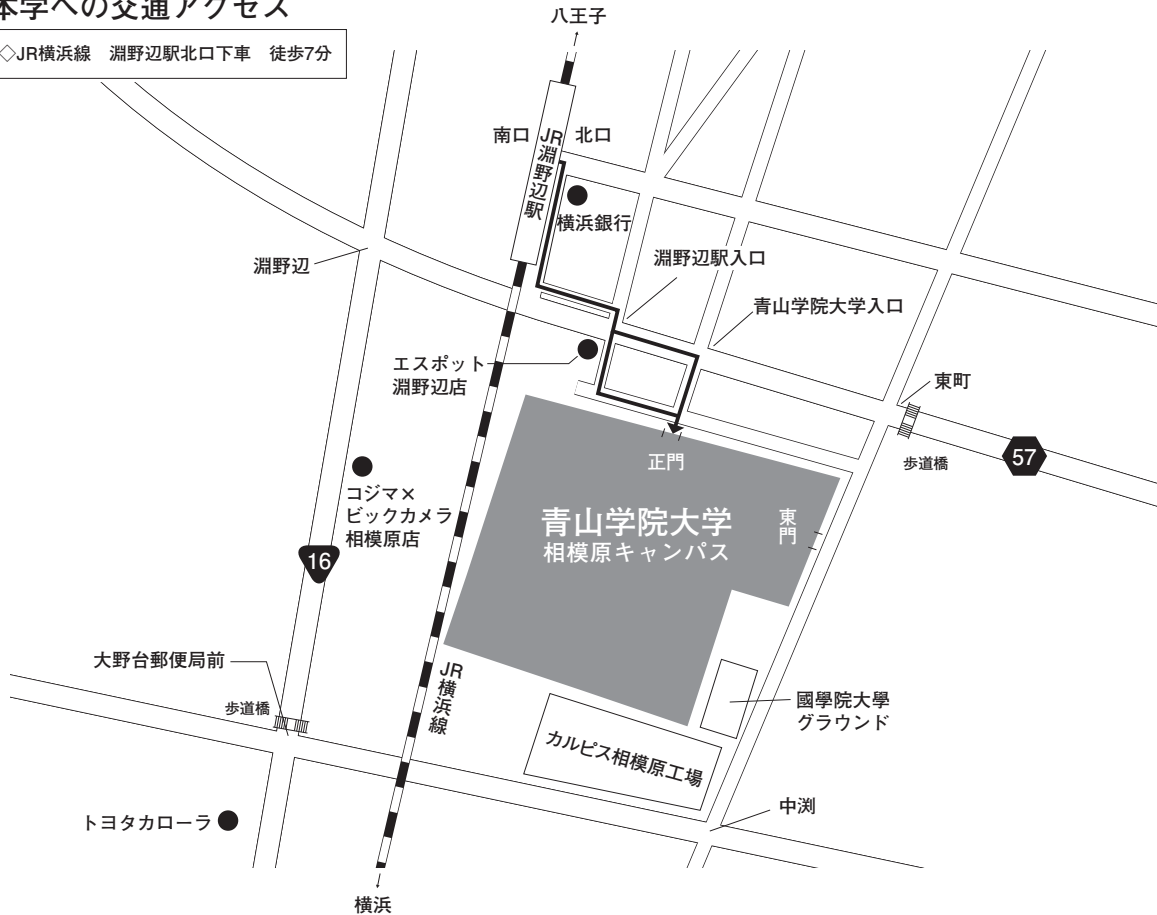 本学への交通アクセス
◇JR横浜線 淵野辺駅北口下車 徒歩7分
八王子
南口
JR淵野辺駅
北口
横浜銀行
淵野辺
淵野辺駅入口
青山学院大学入口
エスポット
淵野辺店
東町
歩道橋
57
正門
コジマ×
ビックカメラ
相模原店
青山学院大学
相模原キャンパス
東門
16
大野台郵便局前
歩道橋
JR横浜線
國學院大學
グラウンド
カルピス相模原工場
トヨタカローラ
中渕
横浜